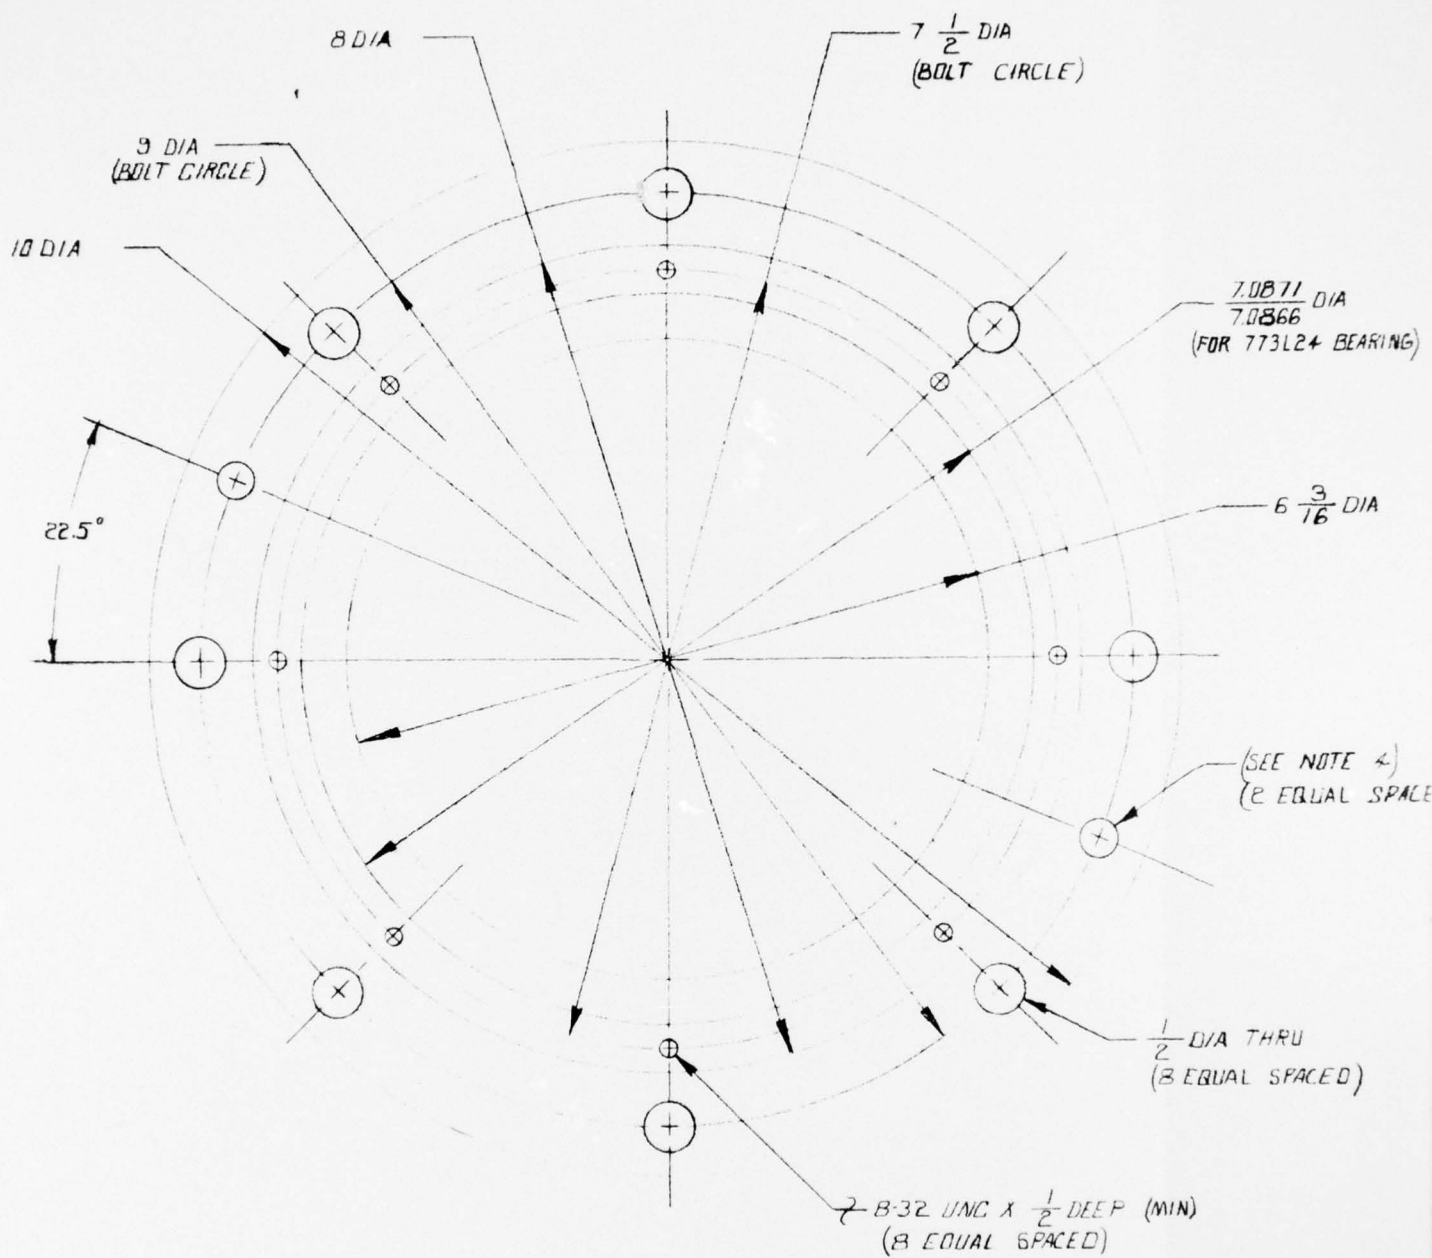 8 DIA
7 1/2 DIA
(BOLT CIRCLE)
9 DIA
(BOLT CIRCLE)
10 DIA
7.0871
7.0866 DIA
(FOR 773L24 BEARING)
6 3/16 DIA
22.5°
(SEE NOTE 4)
(2 EQUAL SPACE
1/2 DIA THRU
(8 EQUAL SPACED)
8-32 UNC X 1/2 DEEP (MIN)
(8 EQUAL SPACED)